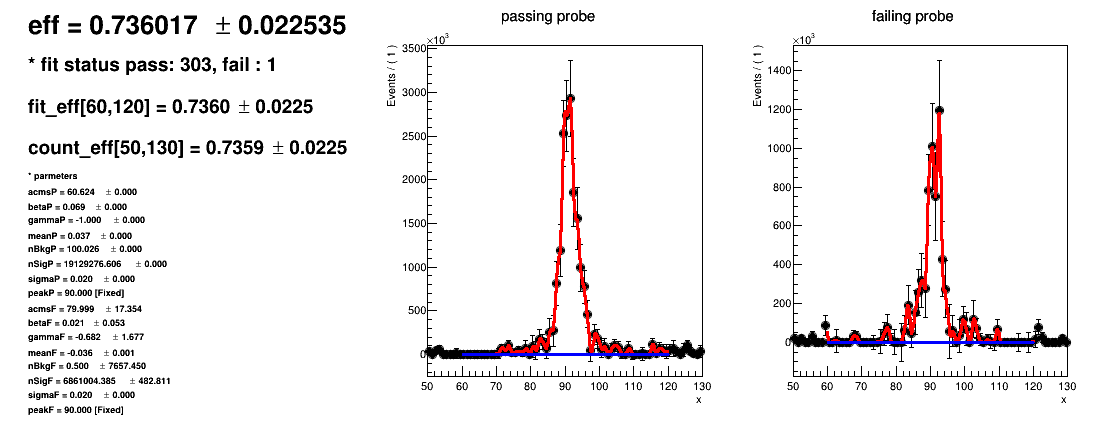 eff = 0.736017 ± 0.022535
* fit status pass: 303, fail : 1
fit_eff[60,120] = 0.7360 ± 0.0225
count_eff[50,130] = 0.7359 ± 0.0225
* parmeters
acmsP = 60.624 ± 0.000
betaP = 0.069 ± 0.000
gammaP = -1.000 ± 0.000
meanP = 0.037 ± 0.000
nBkgP = 100.026 ± 0.000
nSigP = 19129276.606 ± 0.000
sigmaP = 0.020 ± 0.000
peakP = 90.000 [Fixed]
acmsF = 79.999 ± 17.354
betaF = 0.021 ± 0.053
gammaF = -0.682 ± 1.677
meanF = -0.036 ± 0.001
nBkgF = 0.500 ± 7657.450
nSigF = 6861004.385 ± 482.811
sigmaF = 0.020 ± 0.000
peakF = 90.000 [Fixed]
passing probe
×10³
Events / ( 1 )
3500
3000
2500
2000
1500
1000
500
0
50 60 70 80 90 100 110 120 130
x
failing probe
×10³
Events / ( 1 )
1400
1200
1000
800
600
400
200
0
-200
50 60 70 80 90 100 110 120 130
x